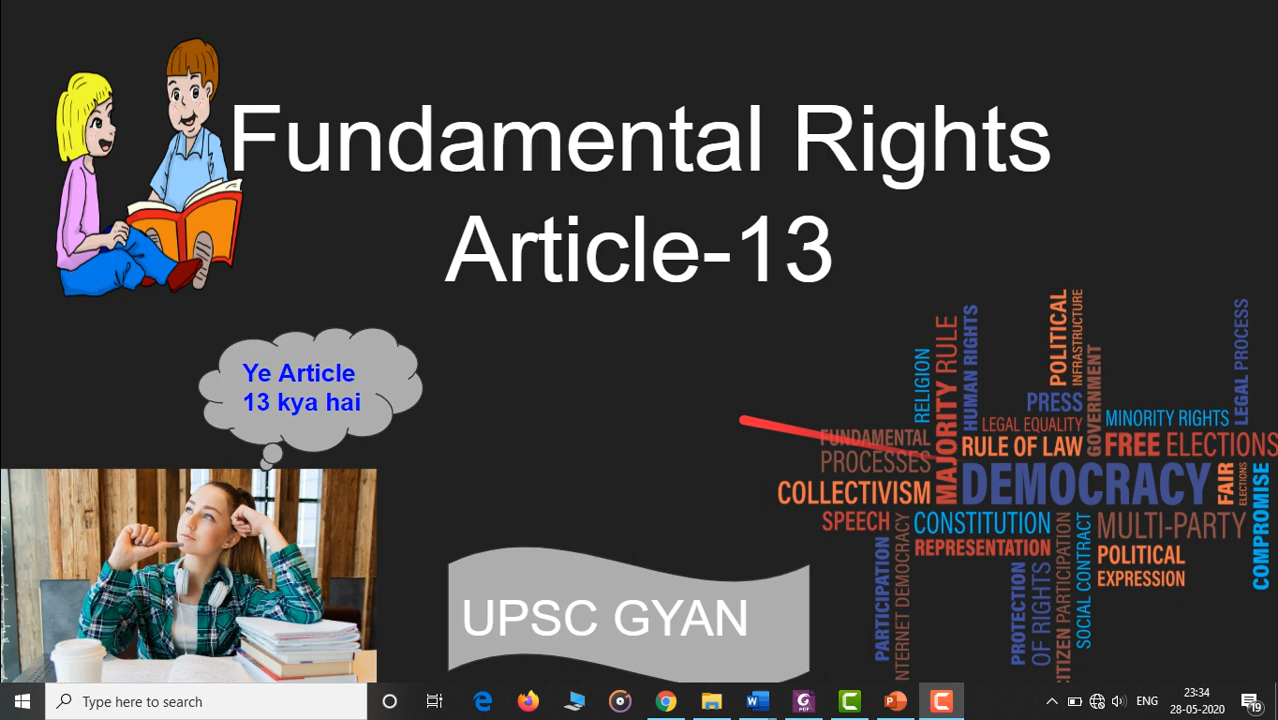 Fundamental Rights
Article-13
Ye Article
13 kya hai
UPSC GYAN
RELIGION
MAJORITY RULE
HUMAN RIGHTS
POLITICAL
INFRASTRUCTURE
GOVERNMENT
LEGAL PROCESS
PRESS
LEGAL EQUALITY
MINORITY RIGHTS
FUNDAMENTAL
PROCESSES
RULE OF LAW
FREE ELECTIONS
COLLECTIVISM
DEMOCRACY
FAIR
ELECTIONS
COMPROMISE
SPEECH
CONSTITUTION
MULTI-PARTY
REPRESENTATION
POLITICAL
EXPRESSION
PARTICIPATION
INTERNET DEMOCRACY
PROTECTION
OF RIGHTS
CITIZEN PARTICIPATION
SOCIAL CONTRACT
Type here to search
PDF
ENG
23:34
28-05-2020
19